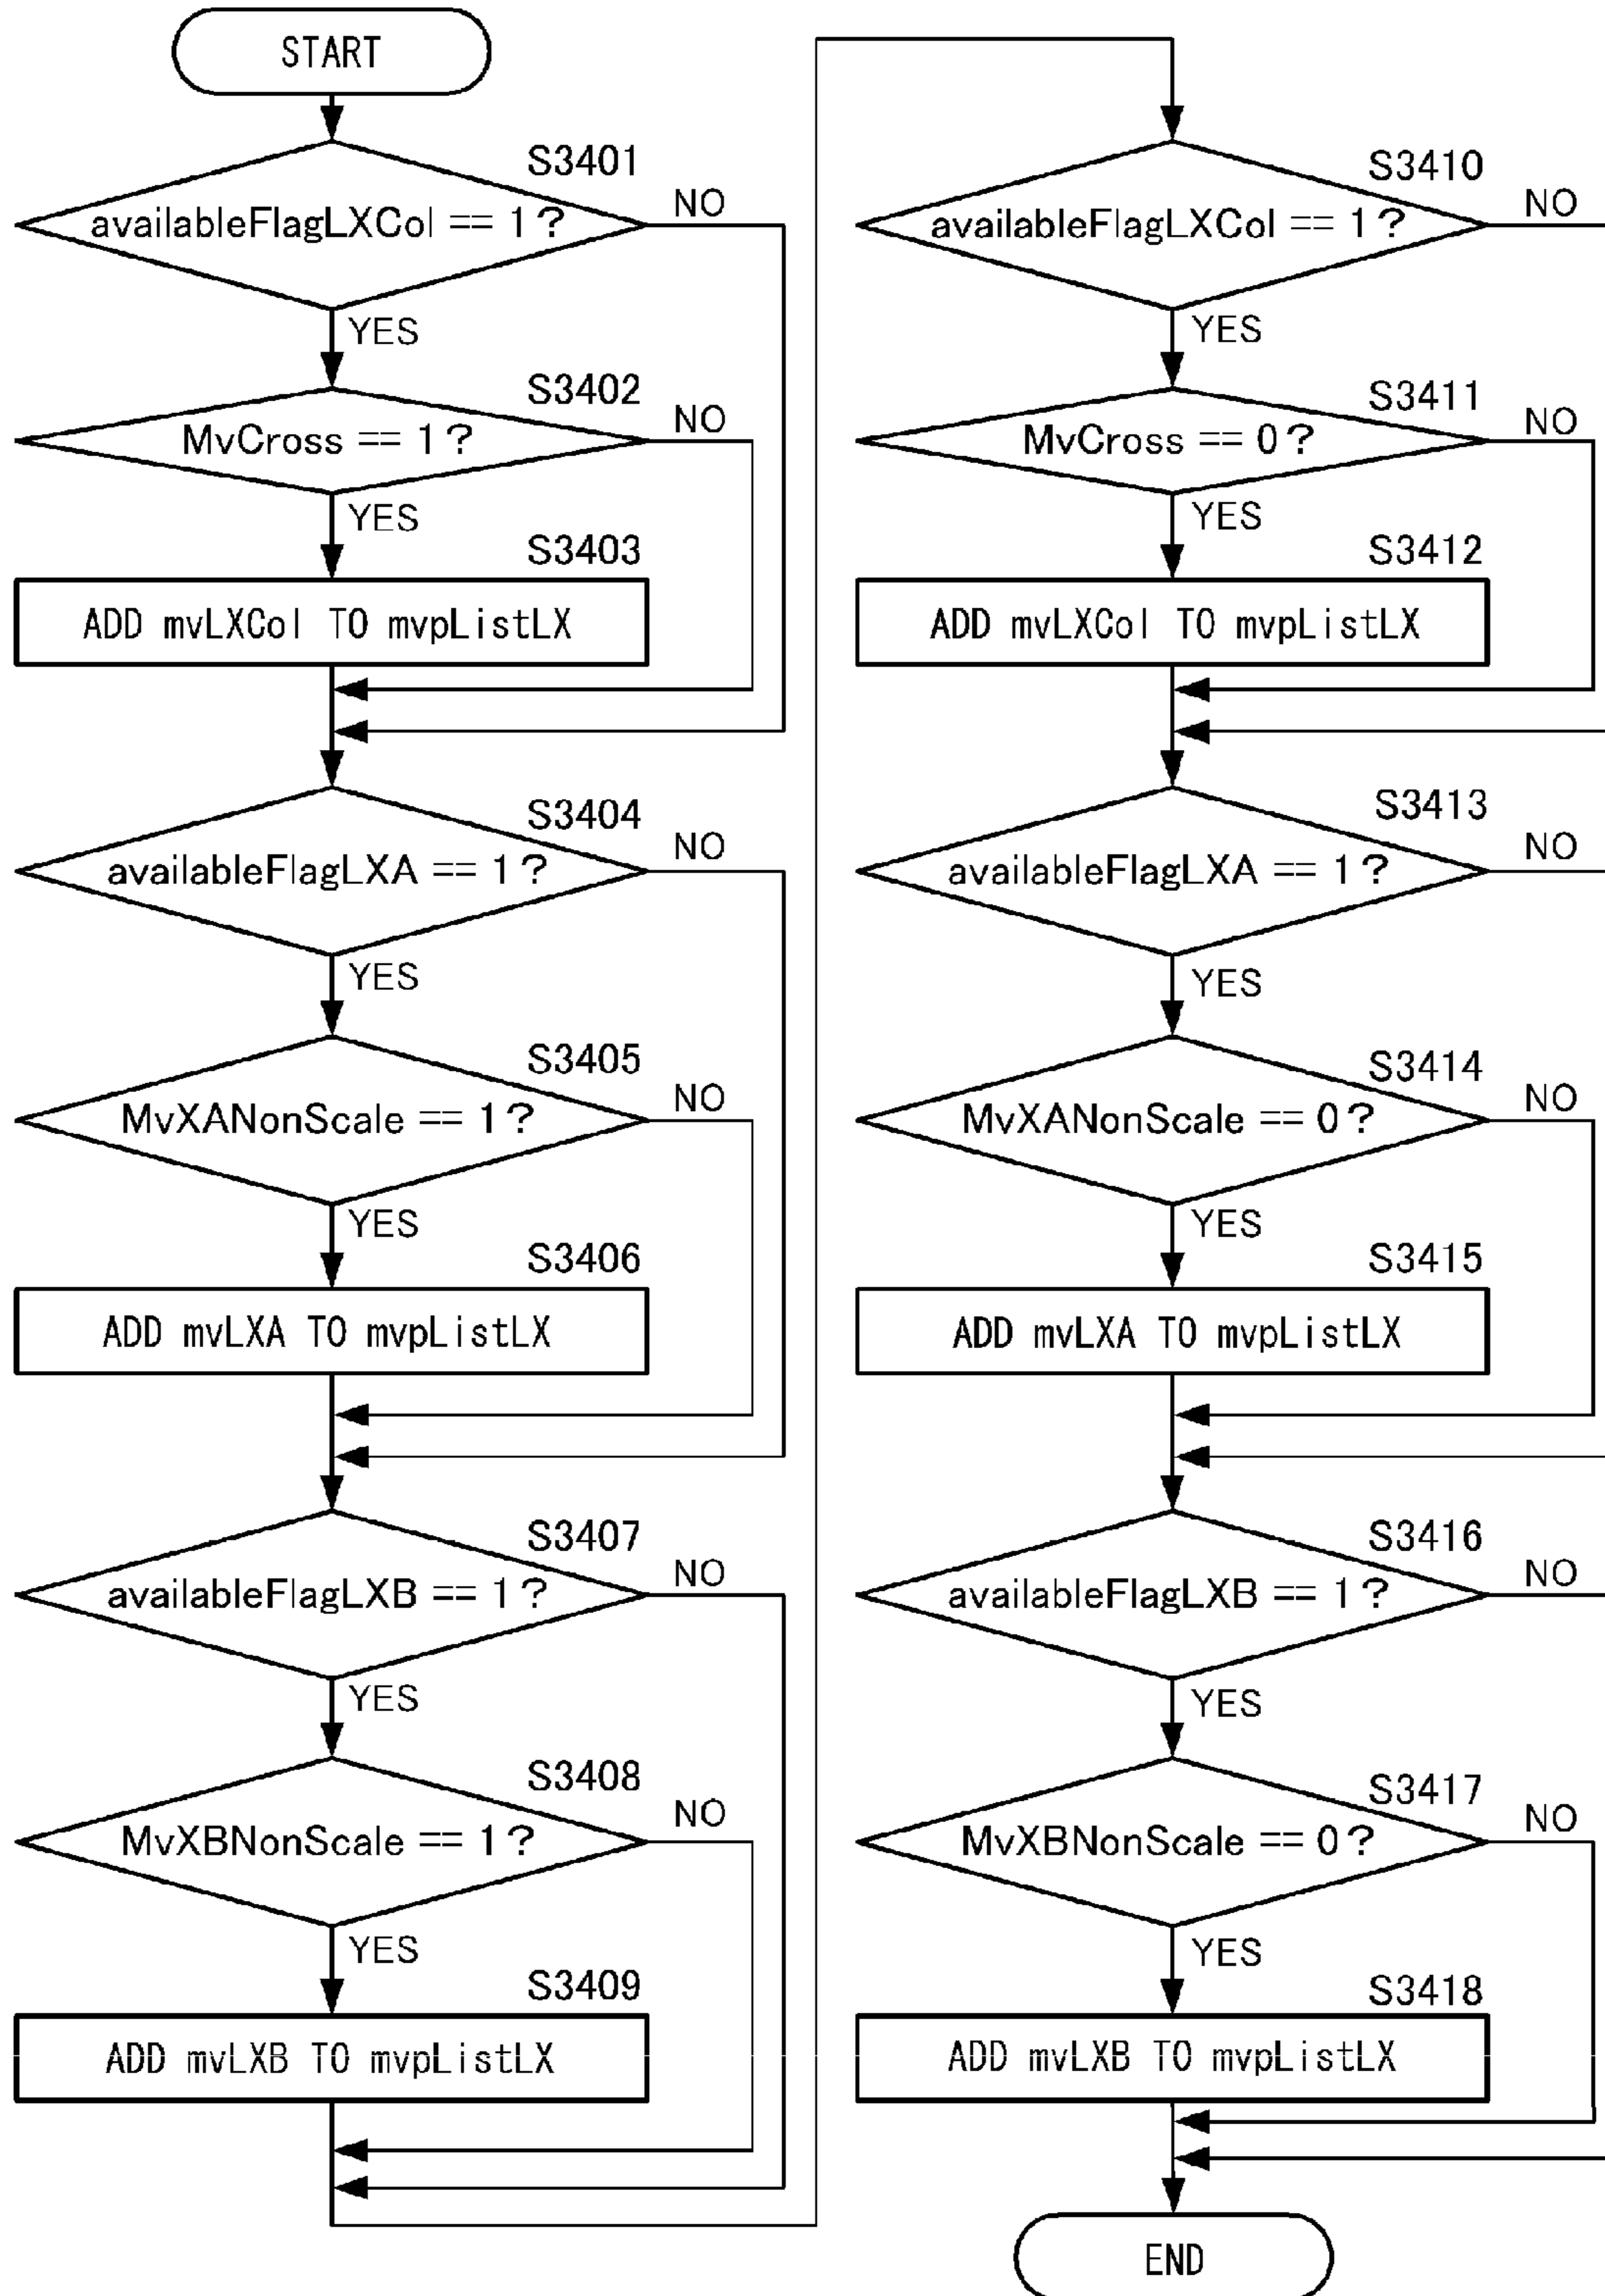 START
S3401
availableFlagLXCol == 1?
NO
YES
S3402
MvCross == 1?
NO
YES
S3403
ADD mvLXCol TO mvpListLX
S3404
availableFlagLXA == 1?
NO
YES
S3405
MvXANonScale == 1?
NO
YES
S3406
ADD mvLXA TO mvpListLX
S3407
availableFlagLXB == 1?
NO
YES
S3408
MvXBNonScale == 1?
NO
YES
S3409
ADD mvLXB TO mvpListLX
S3410
availableFlagLXCol == 1?
NO
YES
S3411
MvCross == 0?
NO
YES
S3412
ADD mvLXCol TO mvpListLX
S3413
availableFlagLXA == 1?
NO
YES
S3414
MvXANonScale == 0?
NO
YES
S3415
ADD mvLXA TO mvpListLX
S3416
availableFlagLXB == 1?
NO
YES
S3417
MvXBNonScale == 0?
NO
YES
S3418
ADD mvLXB TO mvpListLX
END